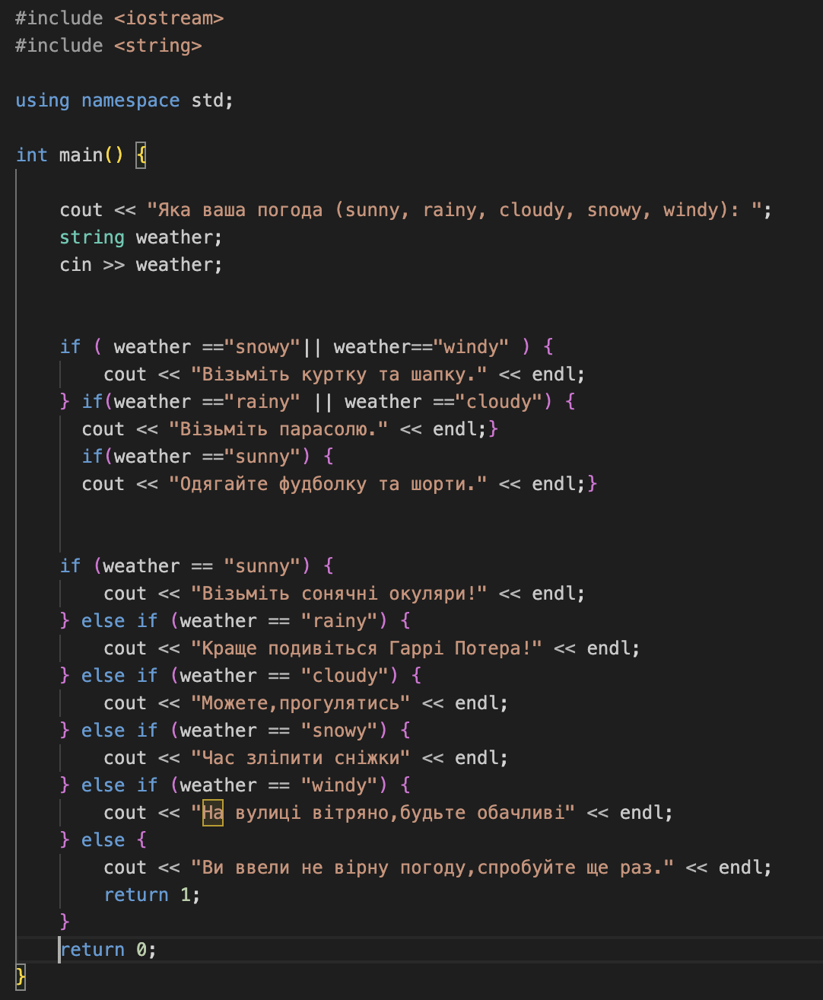 #include <iostream>
#include <string>
using namespace std;
int main() {
cout << "Яка ваша погода (sunny, rainy, cloudy, snowy, windy): ";
string weather;
cin >> weather;
if ( weather =="snowy"|| weather=="windy" ) {
cout << "Візьміть куртку та шапку." << endl;
} if(weather =="rainy" || weather =="cloudy") {
cout << "Візьміть парасолю." << endl;}
if(weather =="sunny") {
cout << "Одягайте фудболку та шорти." << endl;}
if (weather == "sunny") {
cout << "Візьміть сонячні окуляри!" << endl;
} else if (weather == "rainy") {
cout << "Краще подивіться Гаррі Потера!" << endl;
} else if (weather == "cloudy") {
cout << "Можете,прогулятись" << endl;
} else if (weather == "snowy") {
cout << "Час зліпити сніжки" << endl;
} else if (weather == "windy") {
cout << "На вулиці вітряно,будьте обачливі" << endl;
} else {
cout << "Ви ввели не вірну погоду,спробуйте ще раз." << endl;
return 1;
}
return 0;
}